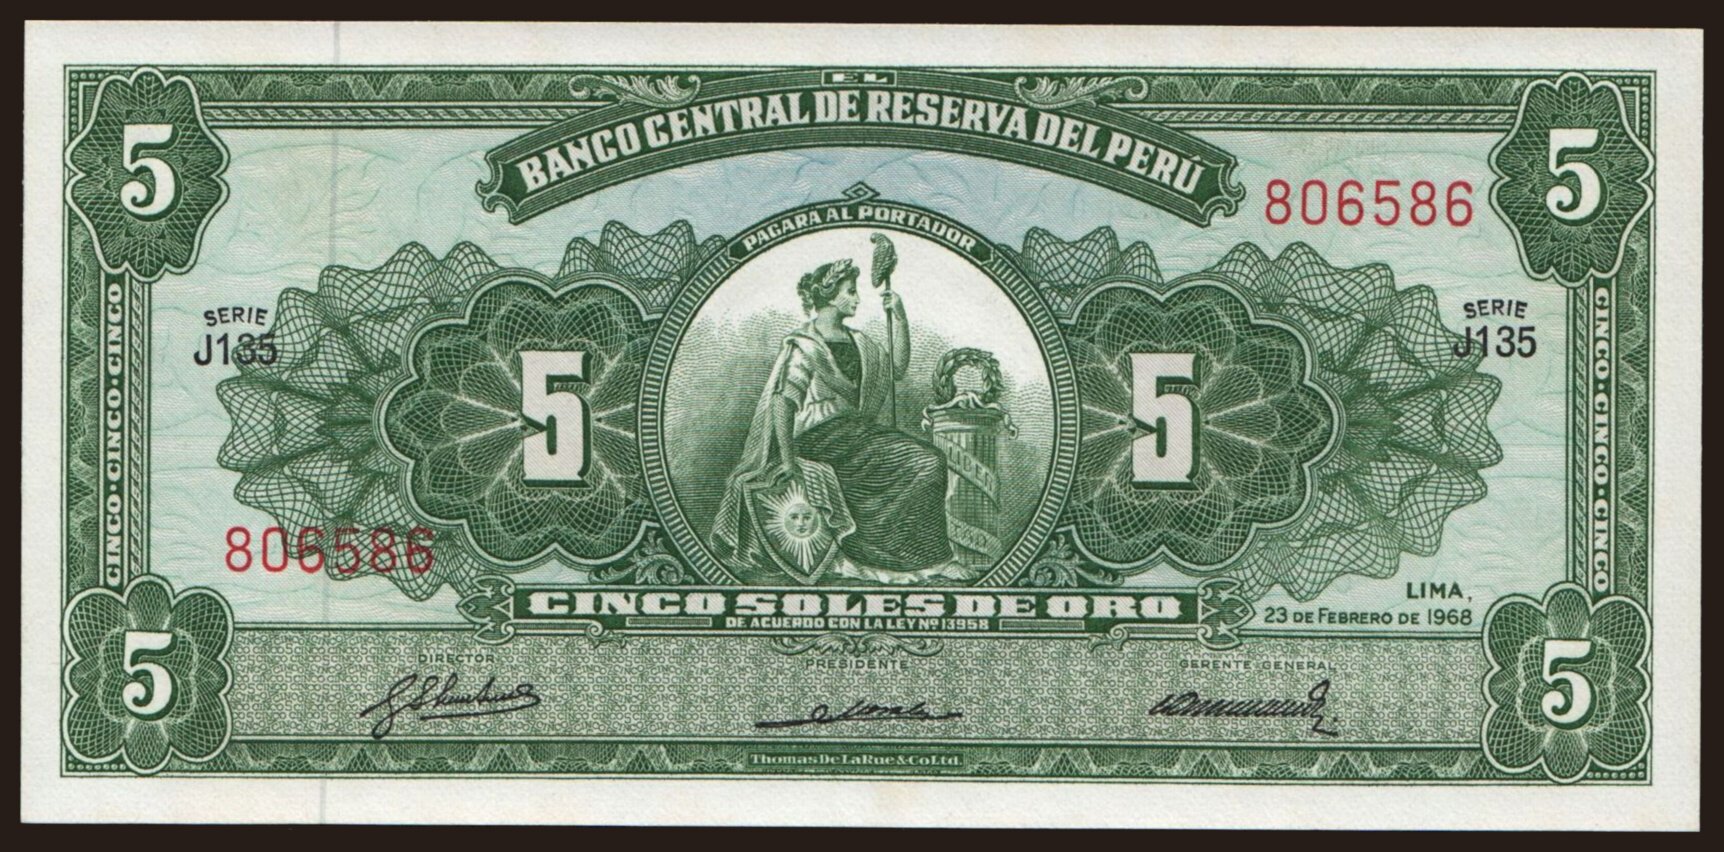 EL
BANCO CENTRAL DE RESERVA DEL PERÚ
5
5
806586
PAGARA AL PORTADOR
SERIE
J135
SERIE
J135
CINCO·CINCO·CINCO
CINCO·CINCO·CINCO
5
5
LIBER
806586
CINCO SOLES DE ORO
DE ACUERDO CON LA LEY Nº 13958
LIMA,
23 DE FEBRERO DE 1968
5
5
DIRECTOR
PRESIDENTE
GERENTE GENERAL
Thomas De La Rue & Co Ltd.